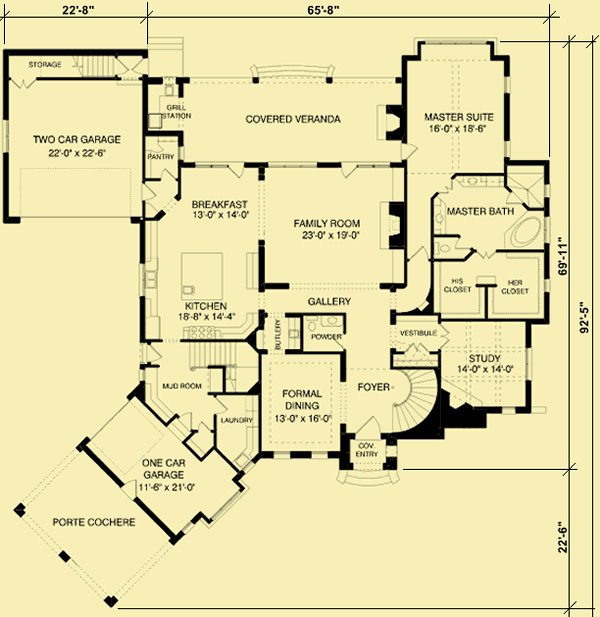 22'-8"
65'-8"
STORAGE
GRILL
STATION
COVERED VERANDA
MASTER SUITE
16'-0" x 18'-6"
TWO CAR GARAGE
22'-0" x 22'-6"
PANTRY
BREAKFAST
13'-0" x 14'-0"
FAMILY ROOM
23'-0" x 19'-0"
MASTER BATH
69'-11"
92'-5"
HIS
CLOSET
HER
CLOSET
KITCHEN
18'-8" x 14'-4"
GALLERY
BUTLERY
POWDER
VESTIBULE
STUDY
14'-0" x 14'-0"
MUD ROOM
FORMAL
DINING
13'-0" x 16'-0"
FOYER
LAUNDRY
COV.
ENTRY
ONE CAR
GARAGE
11'-6" x 21'-0"
PORTE COCHERE
22'-6"